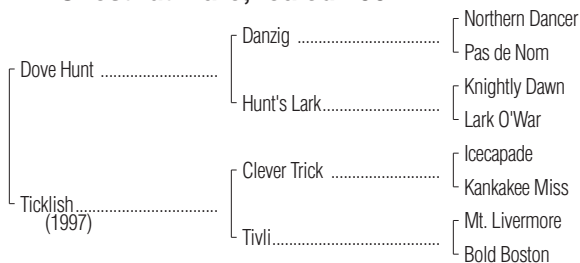 Northern Dancer
Danzig
Pas de Nom
Dove Hunt
Knightly Dawn
Hunt's Lark
Lark O'War
Icecapade
Clever Trick
Kankakee Miss
Ticklish
(1997)
Mt. Livermore
Tivli
Bold Boston